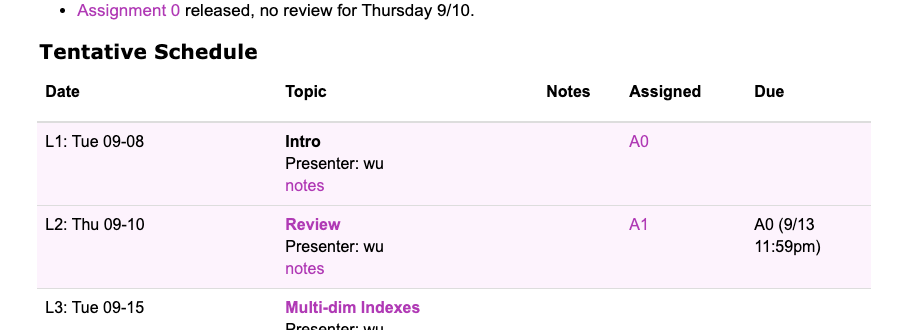 • Assignment 0 released, no review for Thursday 9/10.
Tentative Schedule
Date Topic Notes Assigned Due
L1: Tue 09-08 Intro A0
Presenter: wu
notes
L2: Thu 09-10 Review A1 A0 (9/13
Presenter: wu 11:59pm)
notes
L3: Tue 09-15 Multi-dim Indexes
Presenter: wu